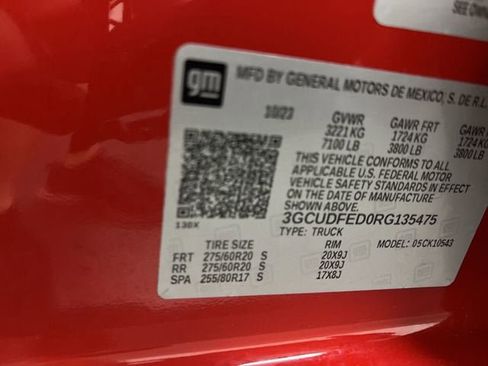 SEE OWN
gm
MFD BY GENERAL MOTORS DE MEXICO, S. DE R.L.
10/23 GVWR GAWR FRT GAWR
3221 KG 1724 KG 1724 KG
7100 LB 3800 LB 3800 LB
THIS VEHICLE CONFORMS TO ALL
APPLICABLE U.S. FEDERAL MOTOR
VEHICLE SAFETY STANDARDS IN EFFECT
ON THE DATE OF MANUFACTURE
SHOWN ABOVE.
3GCUDFED0RG135475
138X TYPE: TRUCK MODEL: 05CK10543
TIRE SIZE RIM
FRT 275/60R20 S 20X9J
RR 275/60R20 S 20X9J
SPA 255/80R17 S 17X8J